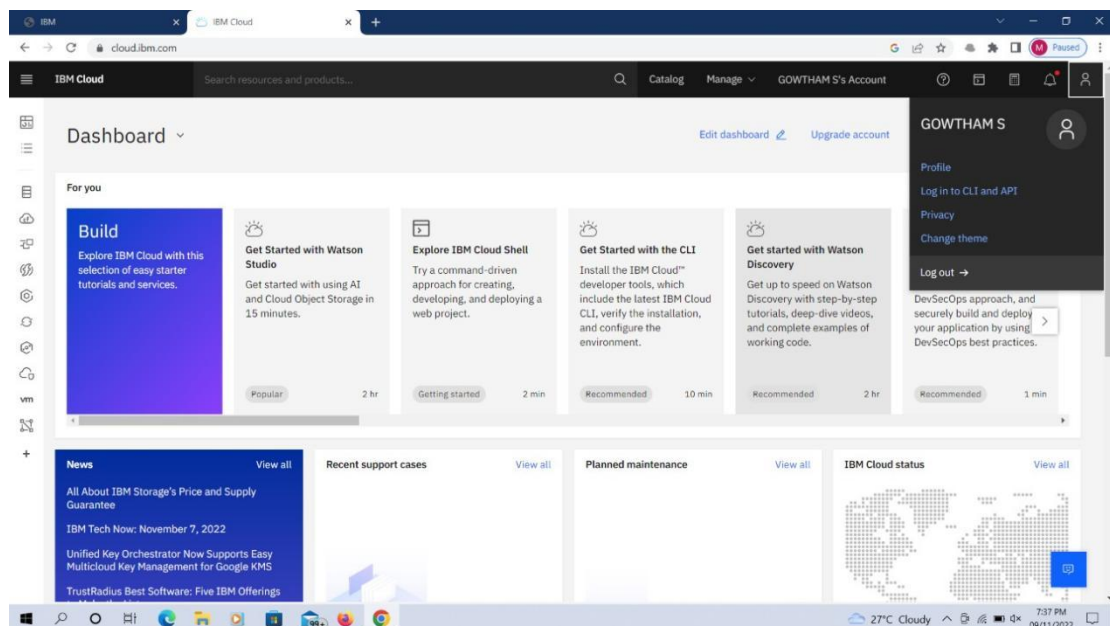 IBM
IBM Cloud
cloud.ibm.com
M
Paused
IBM Cloud
Search resources and products...
Catalog
Manage
GOWTHAM S's Account
Dashboard
Edit dashboard
Upgrade account
GOWTHAM S
Profile
Log in to CLI and API
Privacy
Change theme
Log out →
For you
Build
Explore IBM Cloud with this
selection of easy starter
tutorials and services.
Get Started with Watson
Studio
Get started with using AI
and Cloud Object Storage in
15 minutes.
Popular
2 hr
Explore IBM Cloud Shell
Try a command-driven
approach for creating,
developing, and deploying a
web project.
Getting started
2 min
Get Started with the CLI
Install the IBM Cloud™
developer tools, which
include the latest IBM Cloud
CLI, verify the installation,
and configure the
environment.
Recommended
10 min
Get started with Watson
Discovery
Get up to speed on Watson
Discovery with step-by-step
tutorials, deep-dive videos,
and complete examples of
working code.
Recommended
2 hr
DevSecOps approach, and
securely build and deploy
your application by using
DevSecOps best practices.
Recommended
1 min
vm
News
View all
All About IBM Storage's Price and Supply
Guarantee
IBM Tech Now: November 7, 2022
Unified Key Orchestrator Now Supports Easy
Multicloud Key Management for Google KMS
TrustRadius Best Software: Five IBM Offerings
Recent support cases
View all
Planned maintenance
View all
IBM Cloud status
View all
99+
27°C Cloudy
7:37 PM
09/11/2022